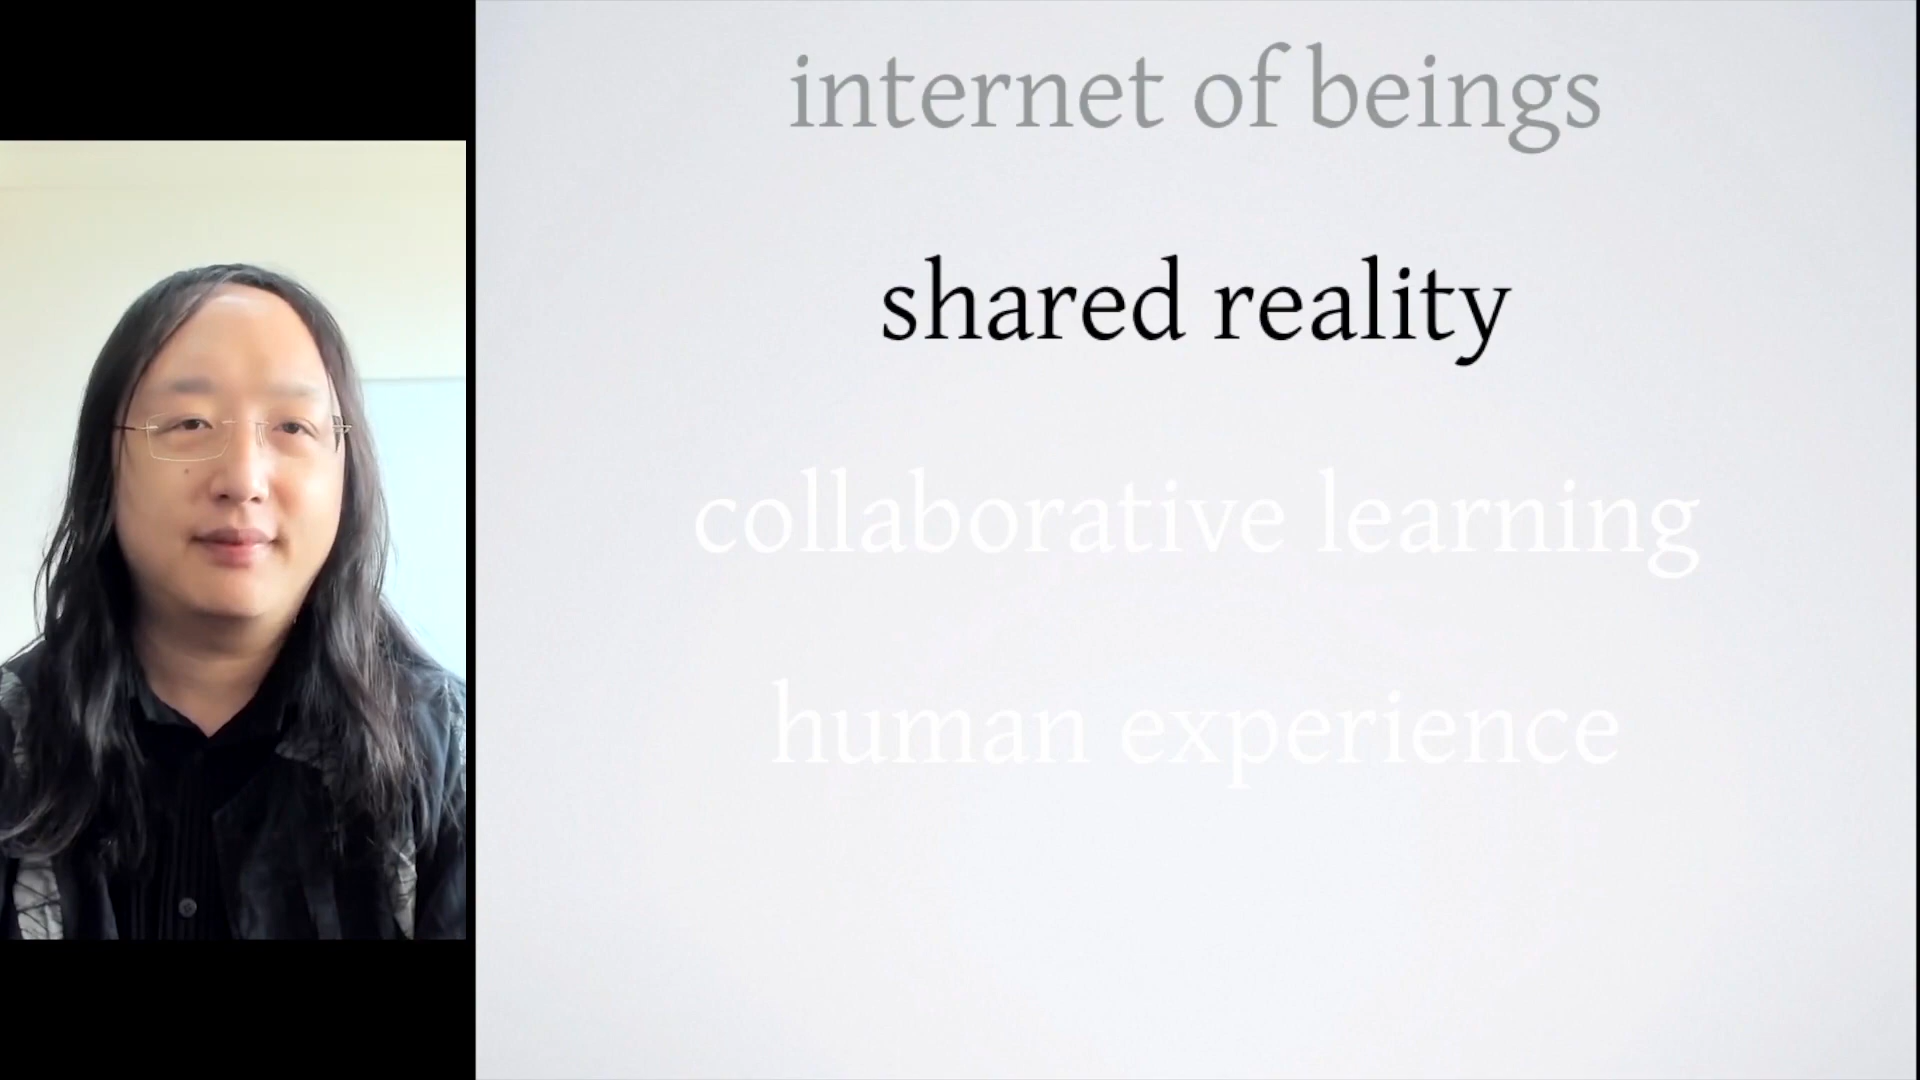 internet of beings
shared reality
collaborative learning
human experience